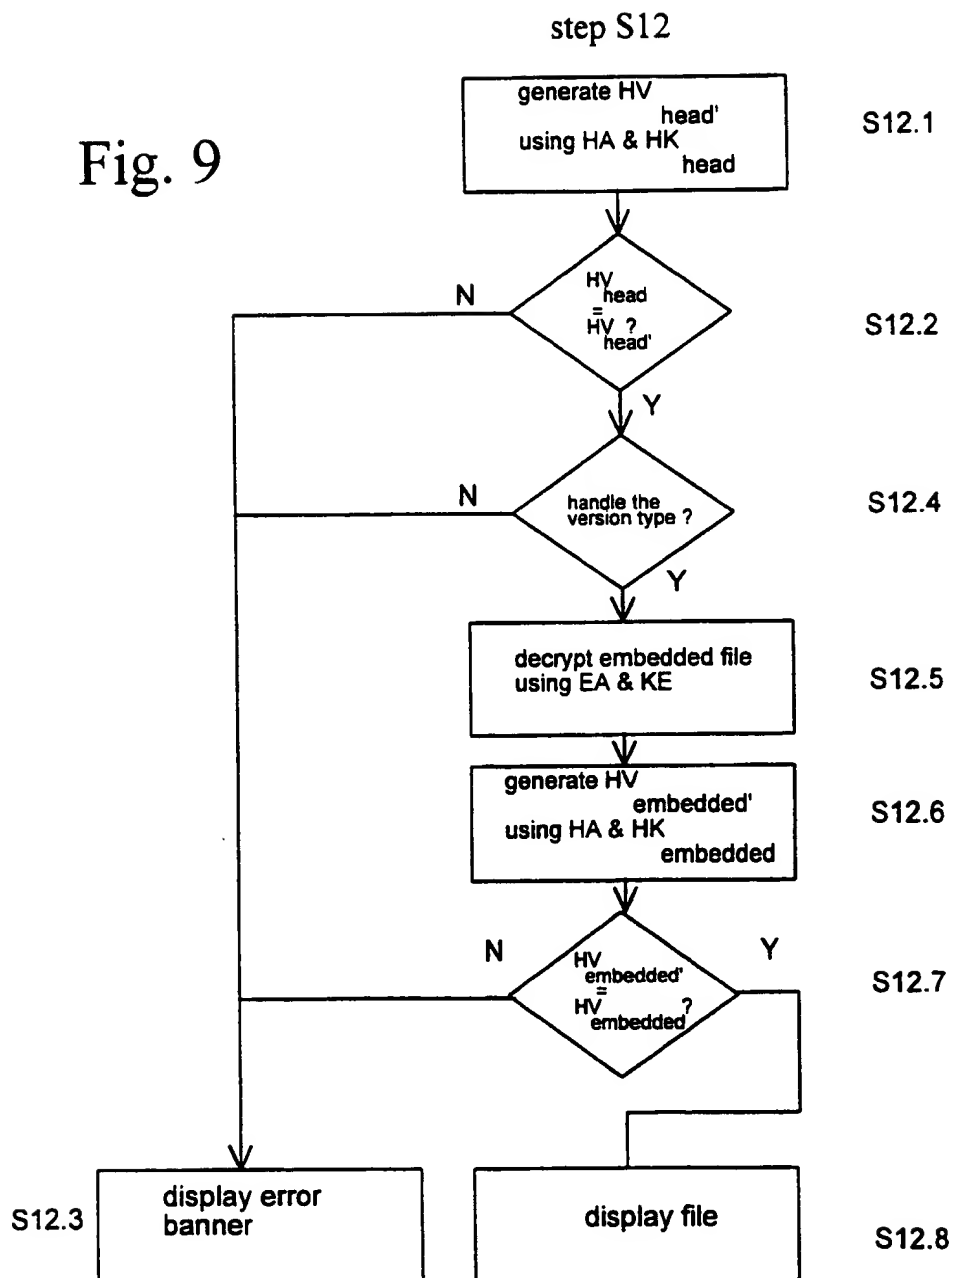 step S12
Fig. 9
generate HV
head'
using HA & HK
head
S12.1
N
HV
head
=
HV ?
head'
S12.2
Y
N
handle the
version type ?
S12.4
Y
decrypt embedded file
using EA & KE
S12.5
generate HV
embedded'
using HA & HK
embedded
S12.6
N
HV
embedded'
=
HV ?
embedded
Y
S12.7
S12.3
display error
banner
display file
S12.8